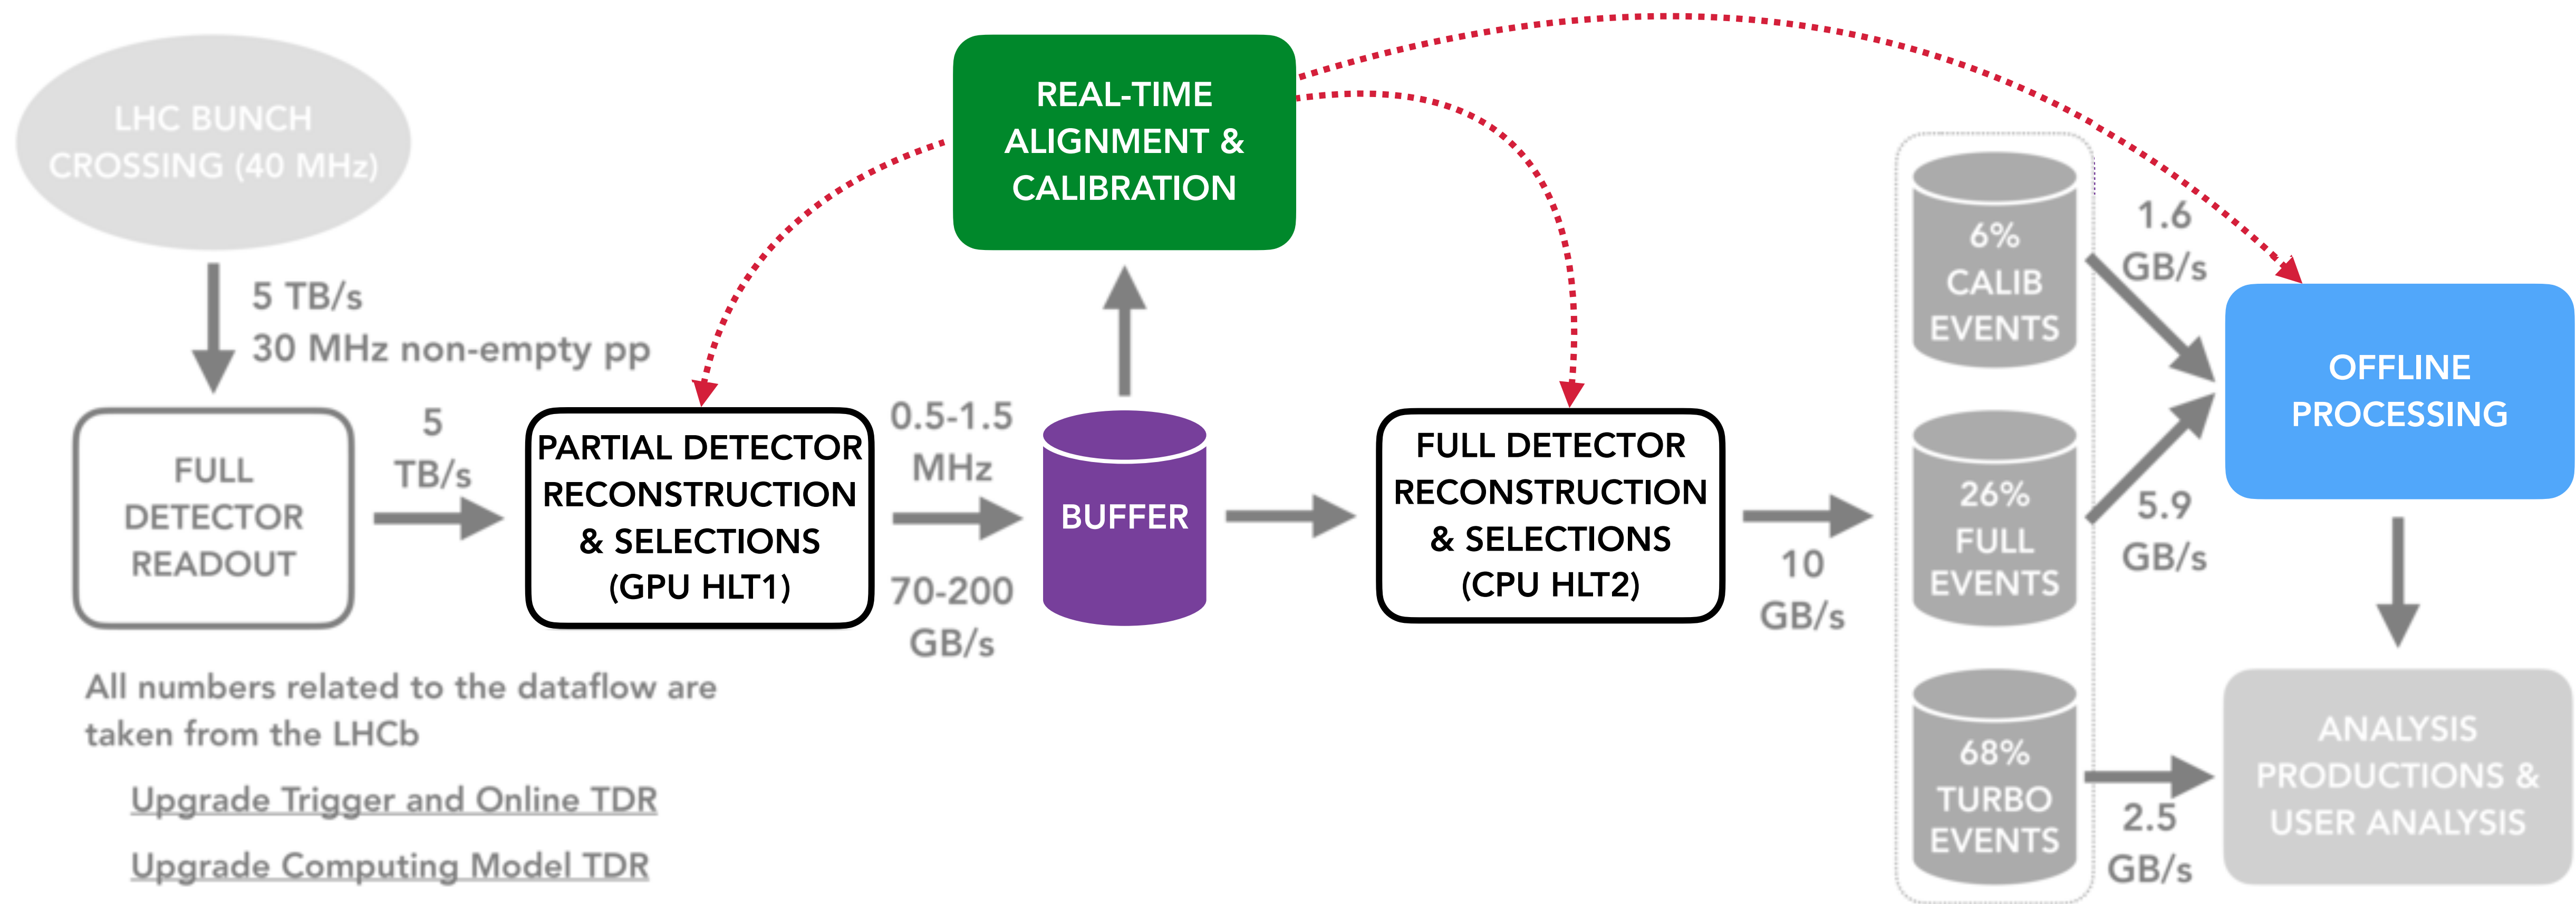 LHC BUNCH
CROSSING (40 MHz)
5 TB/s
30 MHz non-empty pp
FULL
DETECTOR
READOUT
5
TB/s
PARTIAL DETECTOR
RECONSTRUCTION
& SELECTIONS
(GPU HLT1)
0.5-1.5
MHz
70-200
GB/s
REAL-TIME
ALIGNMENT &
CALIBRATION
BUFFER
FULL DETECTOR
RECONSTRUCTION
& SELECTIONS
(CPU HLT2)
10
GB/s
6%
CALIB
EVENTS
1.6
GB/s
26%
FULL
EVENTS
5.9
GB/s
68%
TURBO
EVENTS
2.5
GB/s
OFFLINE
PROCESSING
ANALYSIS
PRODUCTIONS &
USER ANALYSIS
All numbers related to the dataflow are
taken from the LHCb
Upgrade Trigger and Online TDR
Upgrade Computing Model TDR